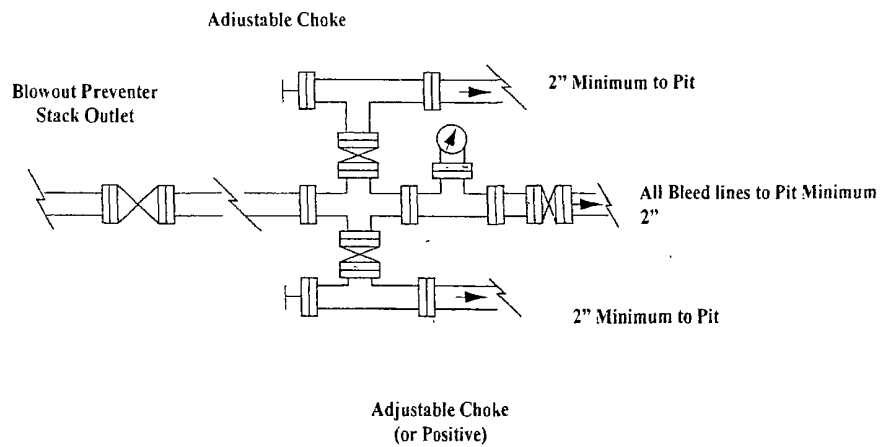 Adjustable Choke
2” Minimum to Pit
Blowout Preventer
Stack Outlet
All Bleed lines to Pit Minimum
2”
2” Minimum to Pit
Adjustable Choke
(or Positive)